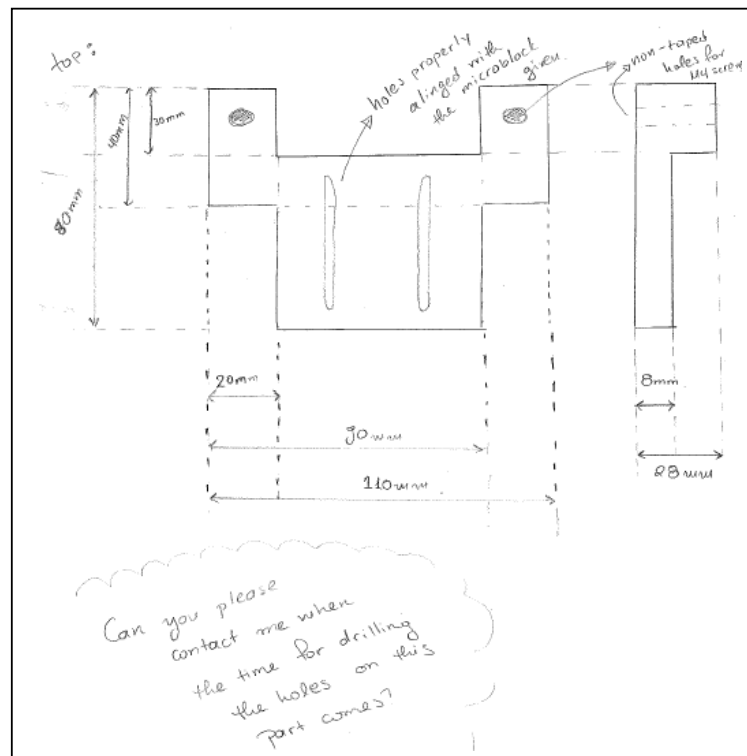 top:
holes properly
alinged with
the microblock
given.
non-taped
holes for
M4 screw
30mm
40mm
80mm
20mm
90mm
110mm
8mm
28mm
Can you please
contact me when
the time for drilling
the holes on this
part comes?